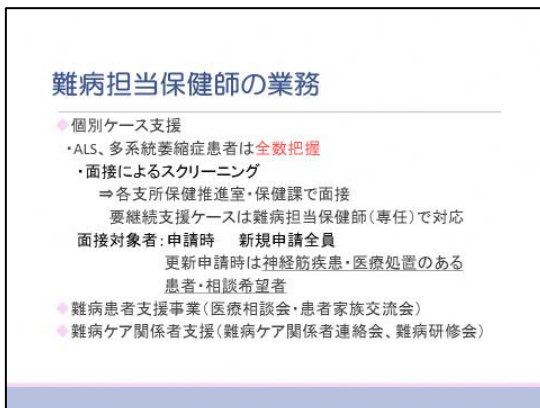 難病担当保健師の業務
◆個別ケース支援
・ALS、多系統萎縮症患者は全数把握
・面接によるスクリーニング
⇒各支所保健推進室・保健課で面接
要継続支援ケースは難病担当保健師(専任)で対応
面接対象者:申請時 新規申請全員
更新申請時は神経筋疾患・医療処置のある
患者・相談希望者
◆難病患者支援事業(医療相談会・患者家族交流会)
◆難病ケア関係者支援(難病ケア関係者連絡会、難病研修会)